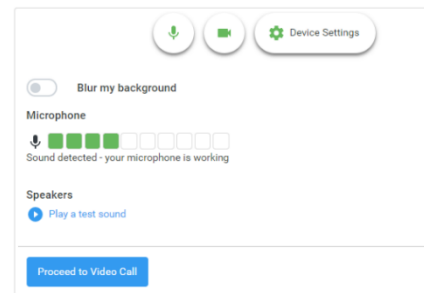 Device Settings
Blur my background
Microphone
Sound detected - your microphone is working
Speakers
Play a test sound
Proceed to Video Call